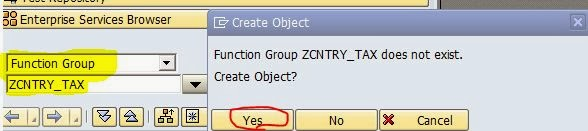 Enterprise Services Browser
Function Group
ZCNTRY_TAX
Create Object
Function Group ZCNTRY_TAX does not exist.
Create Object?
Yes
No
Cancel